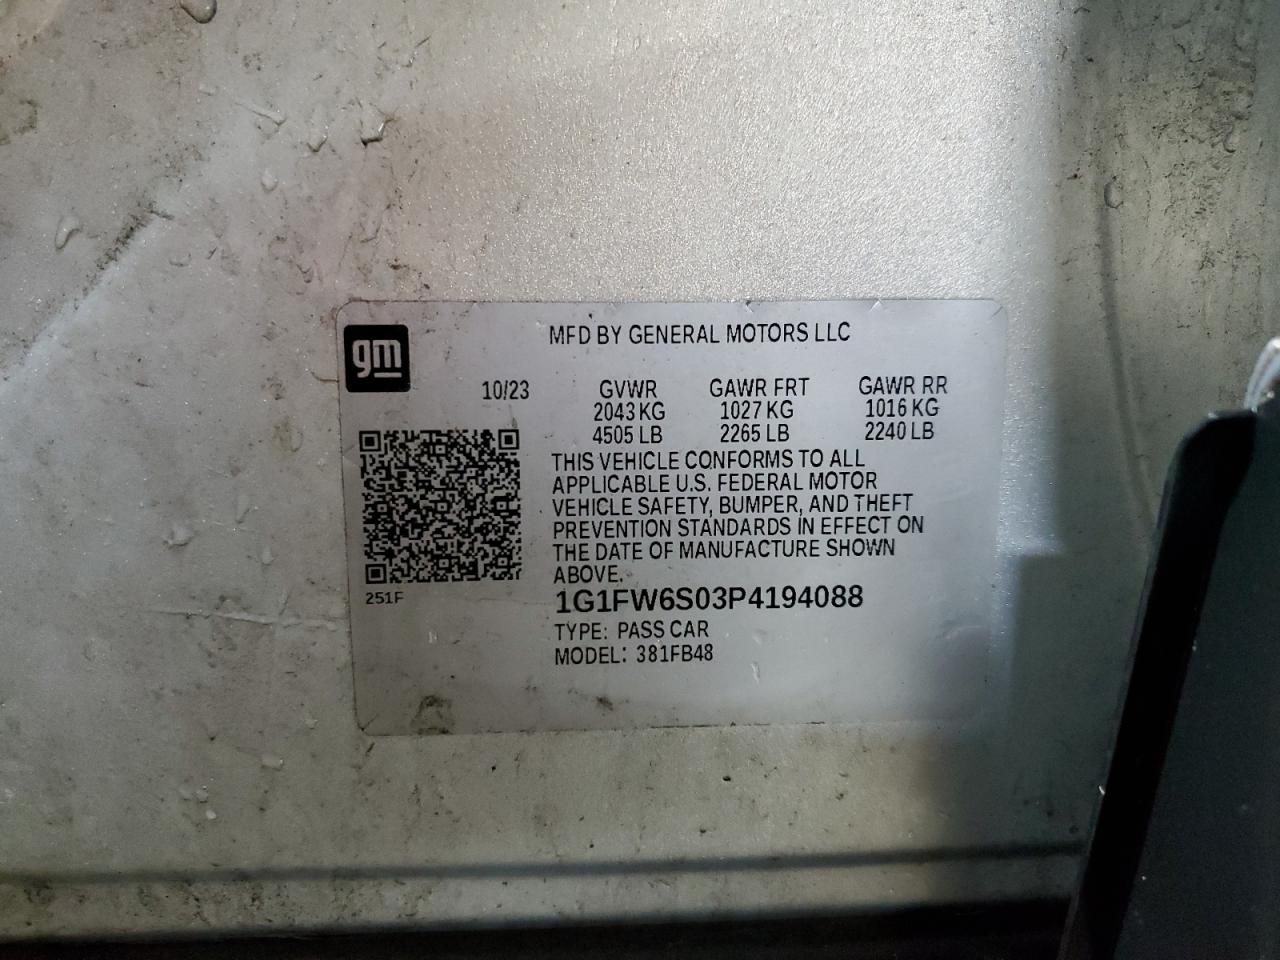 MFD BY GENERAL MOTORS LLC
gm
10/23 GVWR GAWR FRT GAWR RR
2043 KG 1027 KG 1016 KG
4505 LB 2265 LB 2240 LB
THIS VEHICLE CONFORMS TO ALL
APPLICABLE U.S. FEDERAL MOTOR
VEHICLE SAFETY, BUMPER, AND THEFT
PREVENTION STANDARDS IN EFFECT ON
THE DATE OF MANUFACTURE SHOWN
ABOVE.
251F
1G1FW6S03P4194088
TYPE: PASS CAR
MODEL: 381FB48